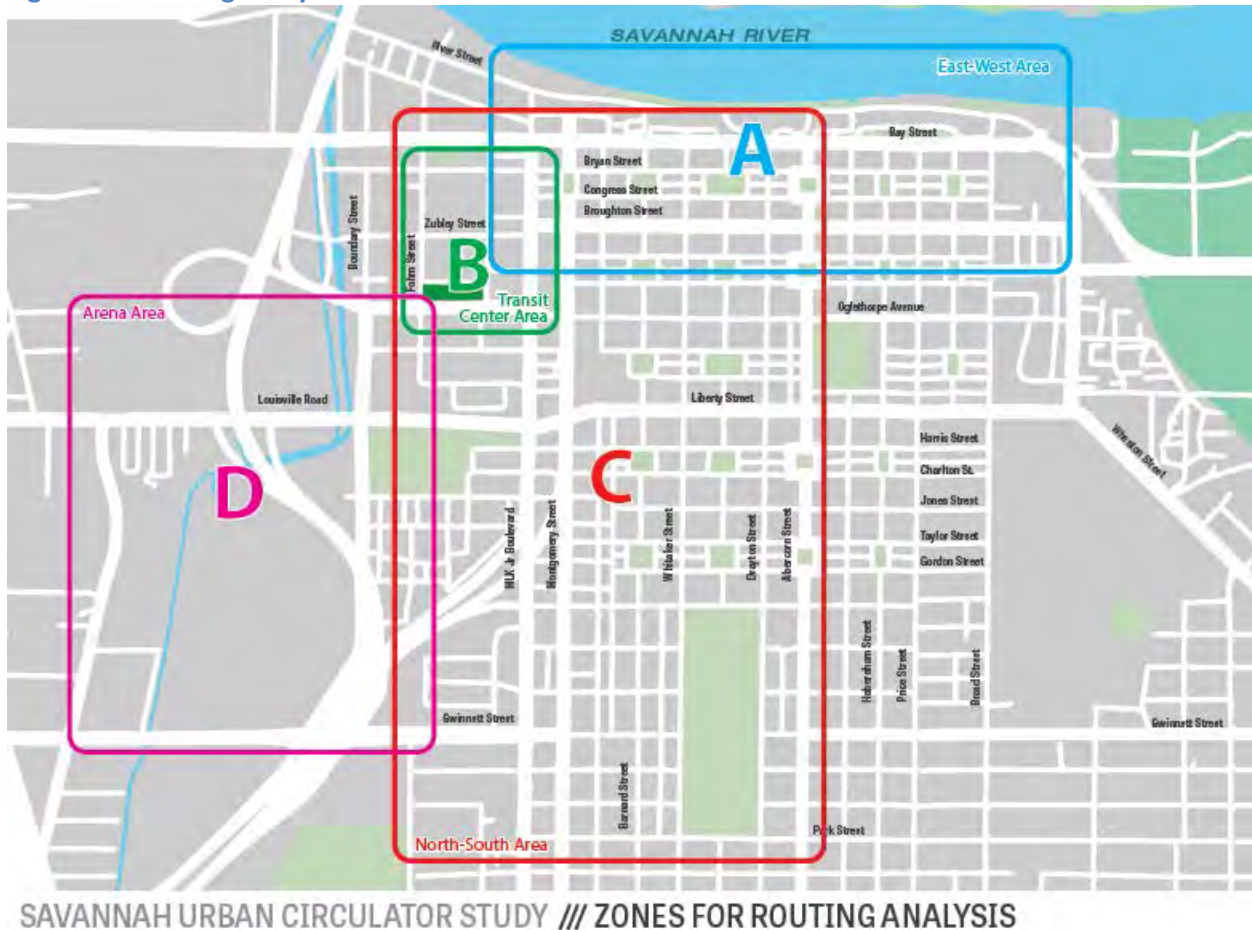 SAVANNAH RIVER
River Street
East-West Area
A
Bay Street
Bryan Street
Congress Street
Broughton Street
Boundary Street
Zubley Street
Fahm Street
B
Transit
Center Area
Arena Area
Oglethorpe Avenue
Louisville Road
Liberty Street
Harris Street
Charlton St.
Jones Street
Taylor Street
Gordon Street
Wheaton Street
D
C
MLK Jr Boulevard
Montgomery Street
Whitaker Street
Drayton Street
Abercorn Street
Habersham Street
Price Street
Broad Street
Gwinnett Street
Gwinnett Street
Barnard Street
Park Street
North-South Area
SAVANNAH URBAN CIRCULATOR STUDY /// ZONES FOR ROUTING ANALYSIS